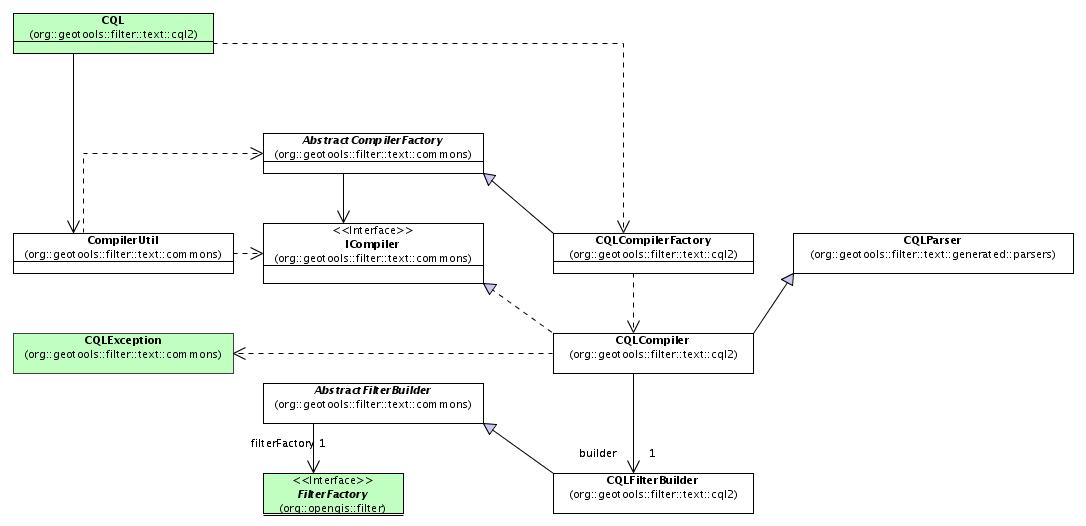 CQL
(org::geotools::filter::text::cql2)
AbstractCompilerFactory
(org::geotools::filter::text::commons)
<<Interface>>
ICompiler
(org::geotools::filter::text::commons)
CompilerUtil
(org::geotools::filter::text::commons)
CQLCompilerFactory
(org::geotools::filter::text::cql2)
CQLParser
(org::geotools::filter::text::generated::parsers)
CQLException
(org::geotools::filter::text::commons)
CQLCompiler
(org::geotools::filter::text::cql2)
AbstractFilterBuilder
(org::geotools::filter::text::commons)
filterFactory 1
builder 1
<<Interface>>
FilterFactory
(org::opengis::filter)
CQLFilterBuilder
(org::geotools::filter::text::cql2)